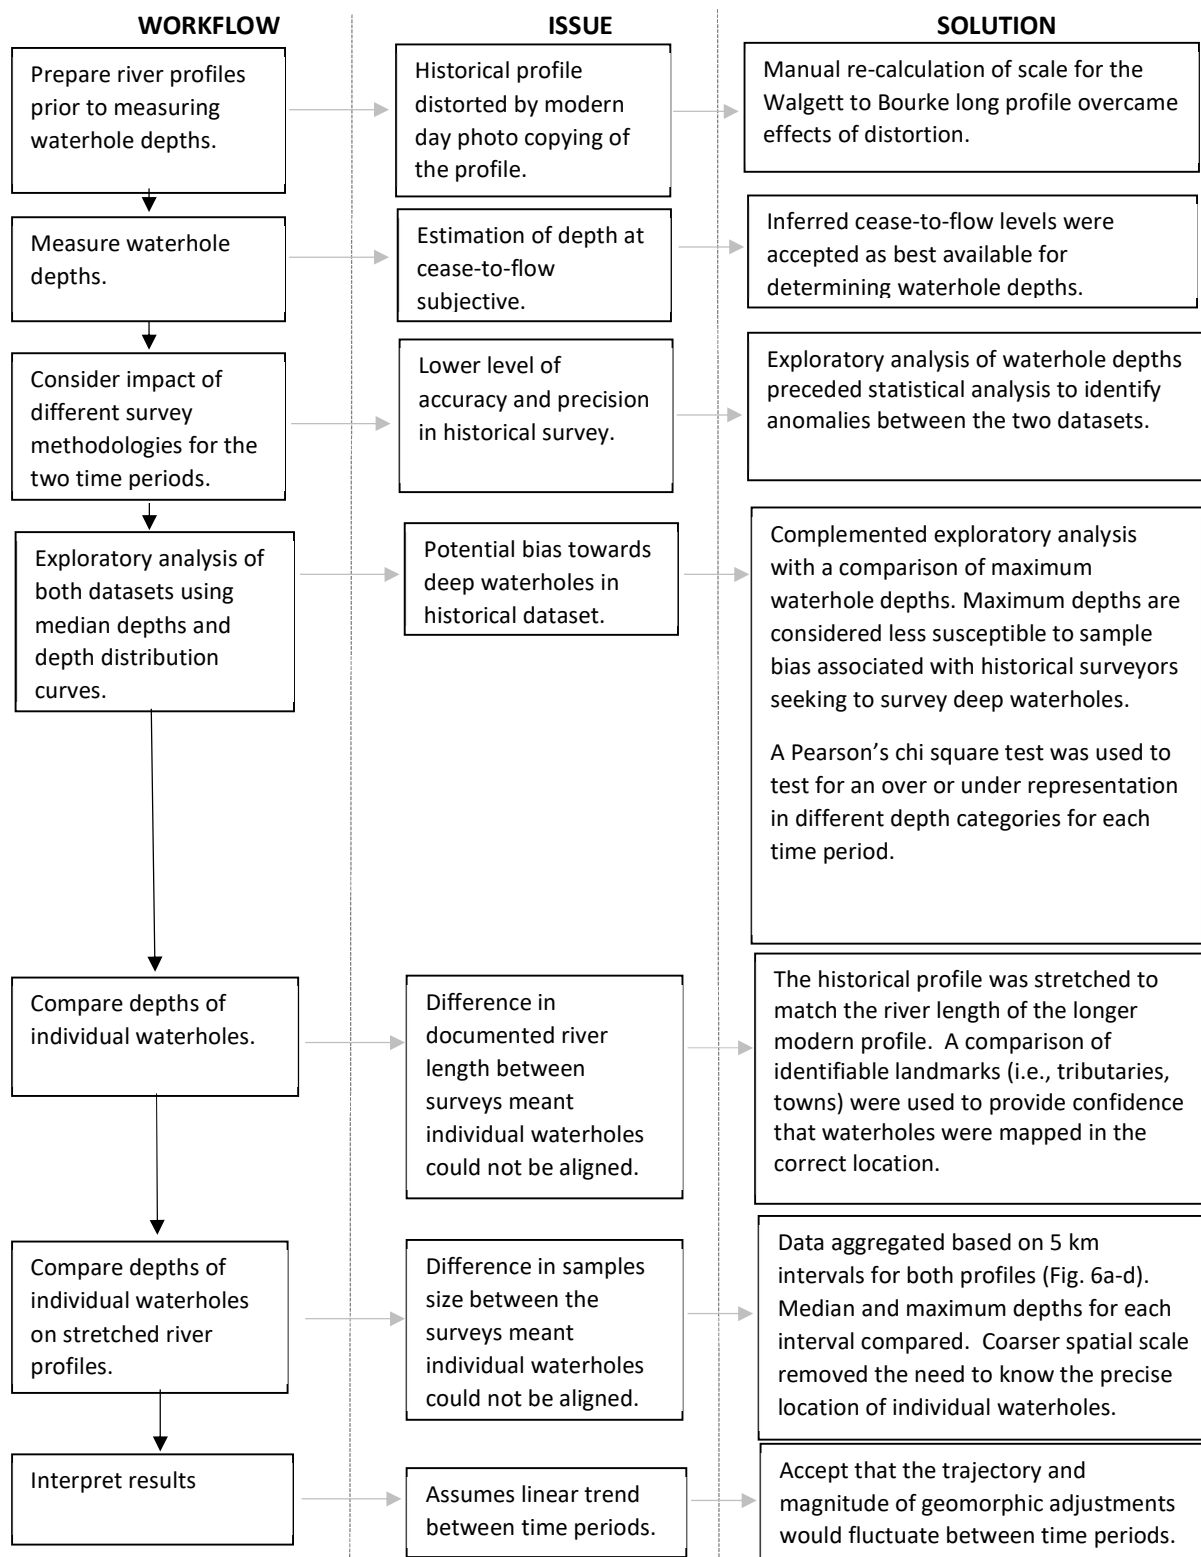 WORKFLOW
ISSUE
SOLUTION
Prepare river profiles
prior to measuring
waterhole depths.
Historical profile
distorted by modern
day photo copying of
the profile.
Manual re-calculation of scale for the
Walgett to Bourke long profile overcame
effects of distortion.
Measure waterhole
depths.
Estimation of depth at
cease-to-flow
subjective.
Inferred cease-to-flow levels were
accepted as best available for
determining waterhole depths.
Consider impact of
different survey
methodologies for the
two time periods.
Lower level of
accuracy and precision
in historical survey.
Exploratory analysis of waterhole depths
preceded statistical analysis to identify
anomalies between the two datasets.
Exploratory analysis of
both datasets using
median depths and
depth distribution
curves.
Potential bias towards
deep waterholes in
historical dataset.
Complemented exploratory analysis
with a comparison of maximum
waterhole depths. Maximum depths are
considered less susceptible to sample
bias associated with historical surveyors
seeking to survey deep waterholes.
A Pearson's chi square test was used to
test for an over or under representation
in different depth categories for each
time period.
Compare depths of
individual waterholes.
Difference in
documented river
length between
surveys meant
individual waterholes
could not be aligned.
The historical profile was stretched to
match the river length of the longer
modern profile.  A comparison of
identifiable landmarks (i.e., tributaries,
towns) were used to provide confidence
that waterholes were mapped in the
correct location.
Compare depths of
individual waterholes
on stretched river
profiles.
Difference in samples
size between the
surveys meant
individual waterholes
could not be aligned.
Data aggregated based on 5 km
intervals for both profiles (Fig. 6a-d).
Median and maximum depths for each
interval compared.  Coarser spatial scale
removed the need to know the precise
location of individual waterholes.
Interpret results
Assumes linear trend
between time periods.
Accept that the trajectory and
magnitude of geomorphic adjustments
would fluctuate between time periods.